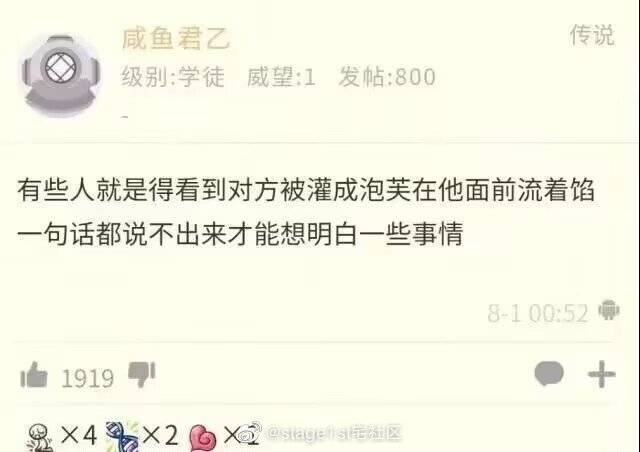 咸鱼君乙
传说
级别:学徒 威望:1 发帖:800
-
有些人就是得看到对方被灌成泡芙在他面前流着馅
一句话都说不出来才能想明白一些事情
8-1 00:52
1919
×4 ×2 ×1 @stage1st宅社区